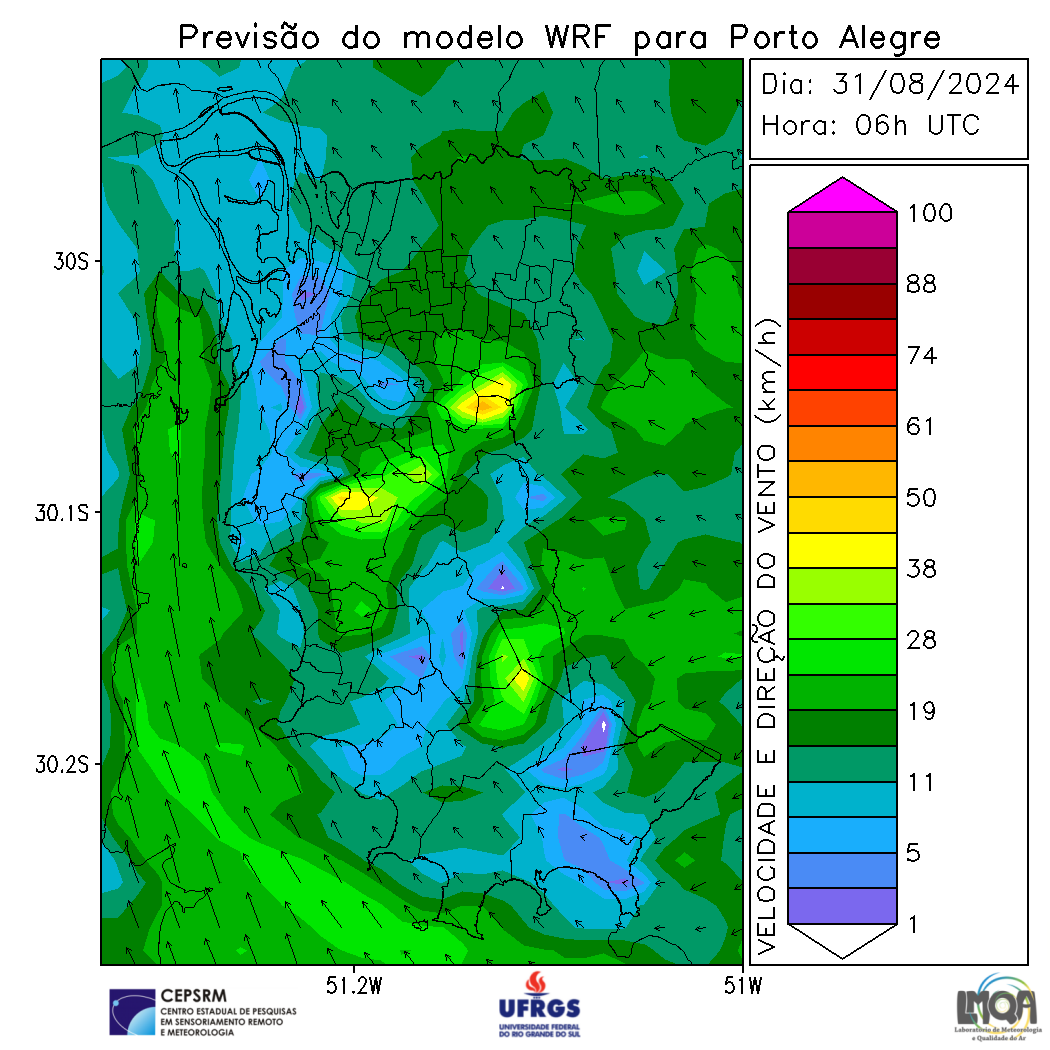 Previsão do modelo WRF para Porto Alegre
Dia: 31/08/2024
Hora: 06h UTC
30S
30.1S
30.2S
51.2W
51W
VELOCIDADE E DIREÇÃO DO VENTO (km/h)
100
88
74
61
50
38
28
19
11
5
1
CEPSRM
CENTRO ESTADUAL DE PESQUISAS
EM SENSORIAMENTO REMOTO
E METEOROLOGIA
UFRGS
UNIVERSIDADE FEDERAL
DO RIO GRANDE DO SUL
LMQA
Laboratório de Meteorologia
e Qualidade do Ar